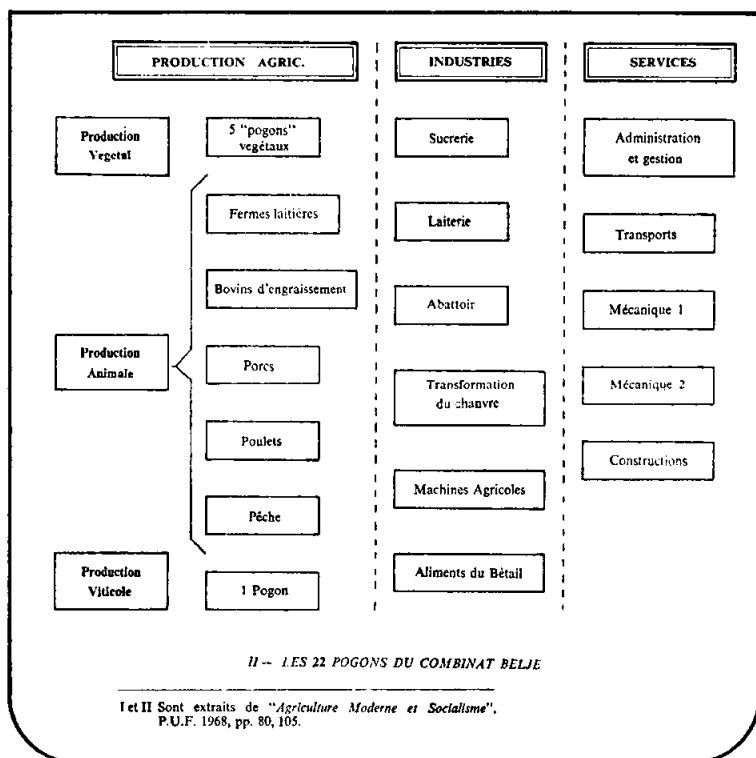 PRODUCTION AGRIC.
INDUSTRIES
SERVICES
Production
Vegetal
5 "pogons"
vegétaux
Fermes laitières
Bovins d'engraissement
Production
Animale
Porcs
Poulets
Pêche
Production
Viticole
1 Pogon
Sucrerie
Laiterie
Abattoir
Transformation
du chanvre
Machines Agricoles
Aliments du Bètail
Administration
et gestion
Transports
Mécanique 1
Mécanique 2
Constructions
II — LES 22 POGONS DU COMBINAT BELJE
I et II Sont extraits de "Agriculture Moderne et Socialisme",
P.U.F. 1968, pp. 80, 105.